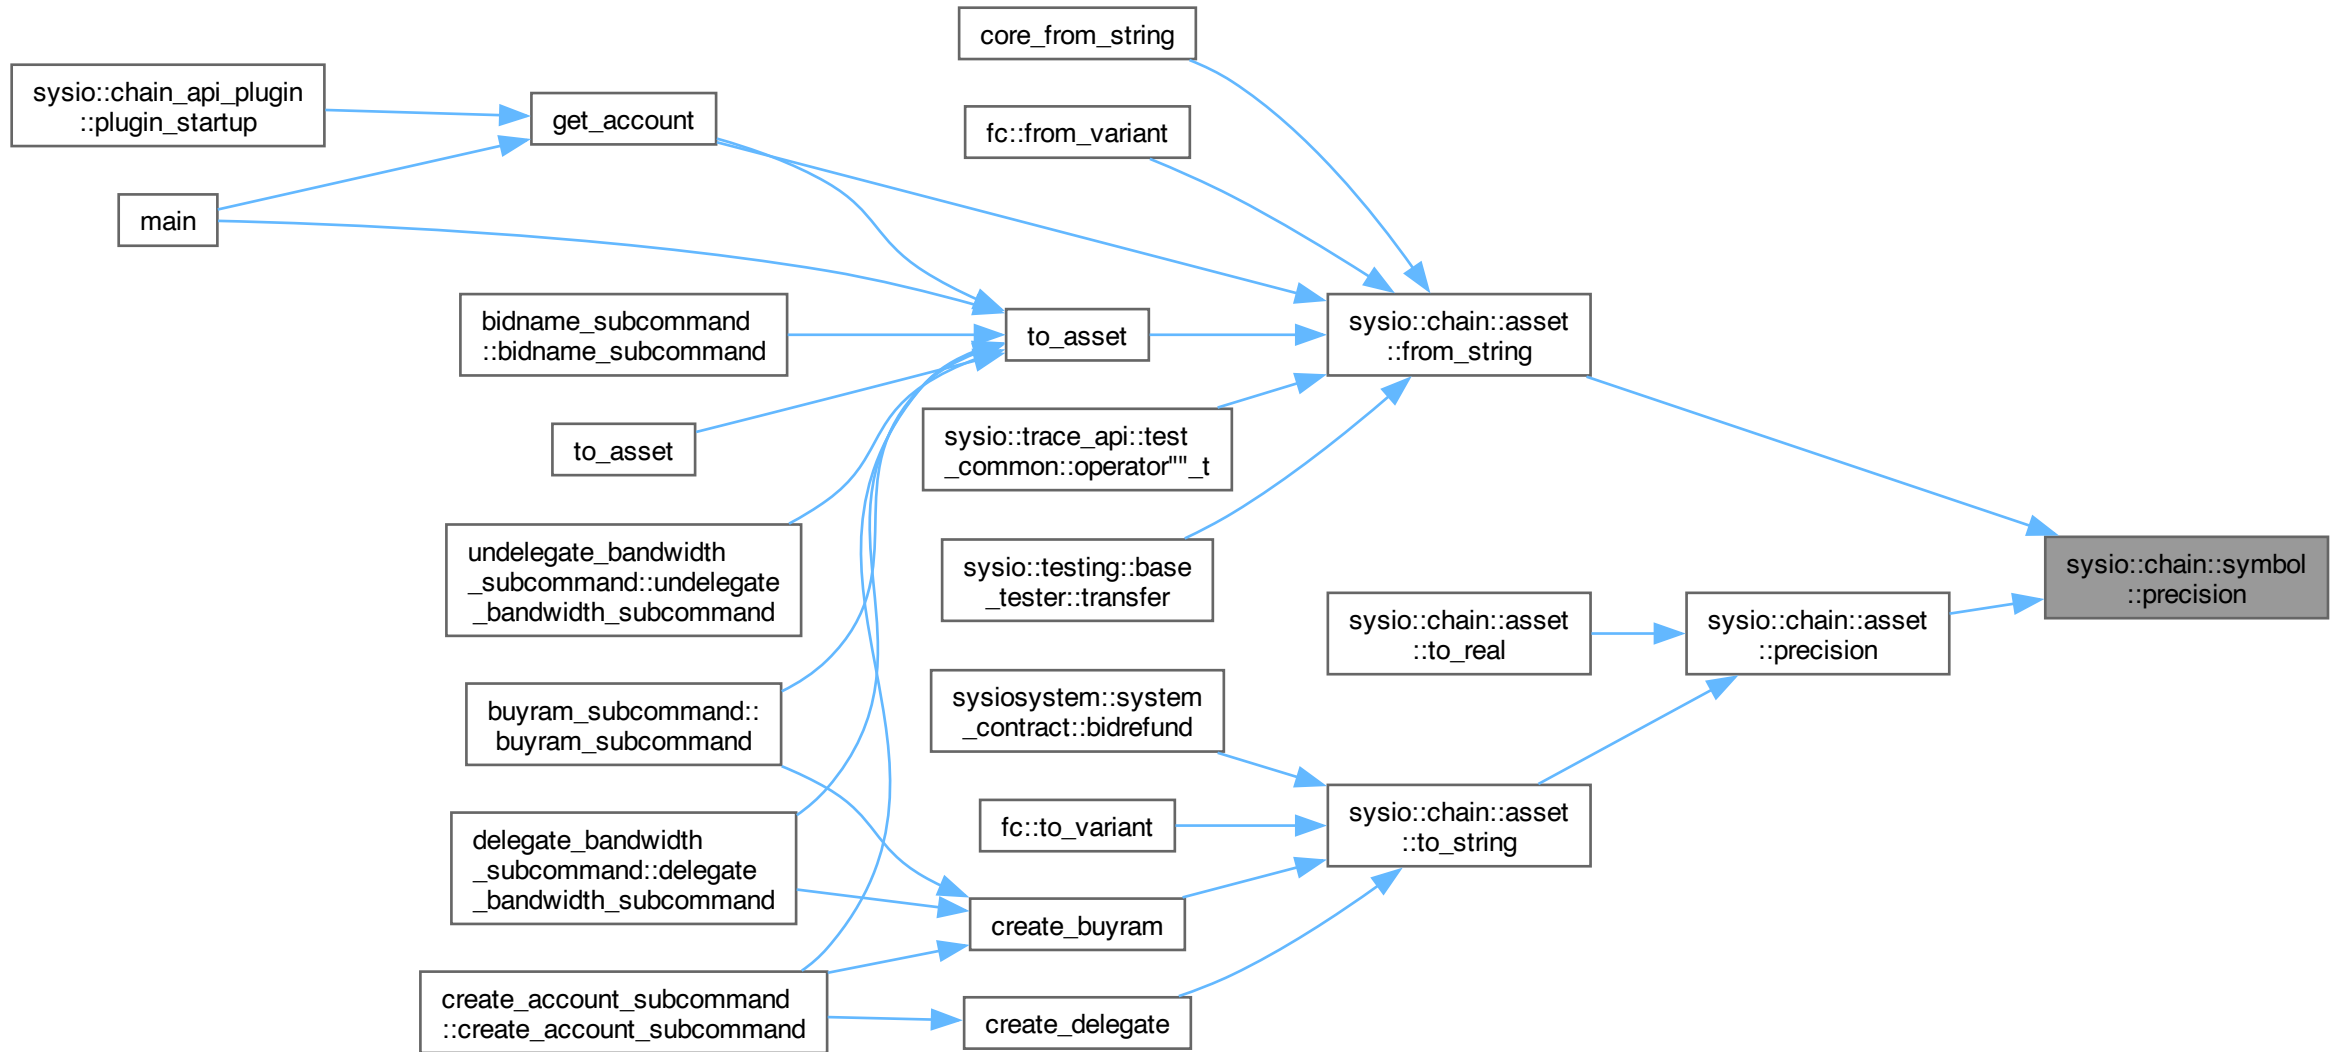 core_from_string
sysio::chain_api_plugin
::plugin_startup
get_account
fc::from_variant
main
bidname_subcommand
::bidname_subcommand
to_asset
sysio::chain::asset
::from_string
to_asset
sysio::trace_api::test
_common::operator""_t
undelegate_bandwidth
_subcommand::undelegate
_bandwidth_subcommand
sysio::testing::base
_tester::transfer
sysio::chain::symbol
::precision
sysio::chain::asset
::to_real
sysio::chain::asset
::precision
buyram_subcommand::
buyram_subcommand
sysiosystem::system
_contract::bidrefund
delegate_bandwidth
_subcommand::delegate
_bandwidth_subcommand
fc::to_variant
sysio::chain::asset
::to_string
create_buyram
create_account_subcommand
::create_account_subcommand
create_delegate